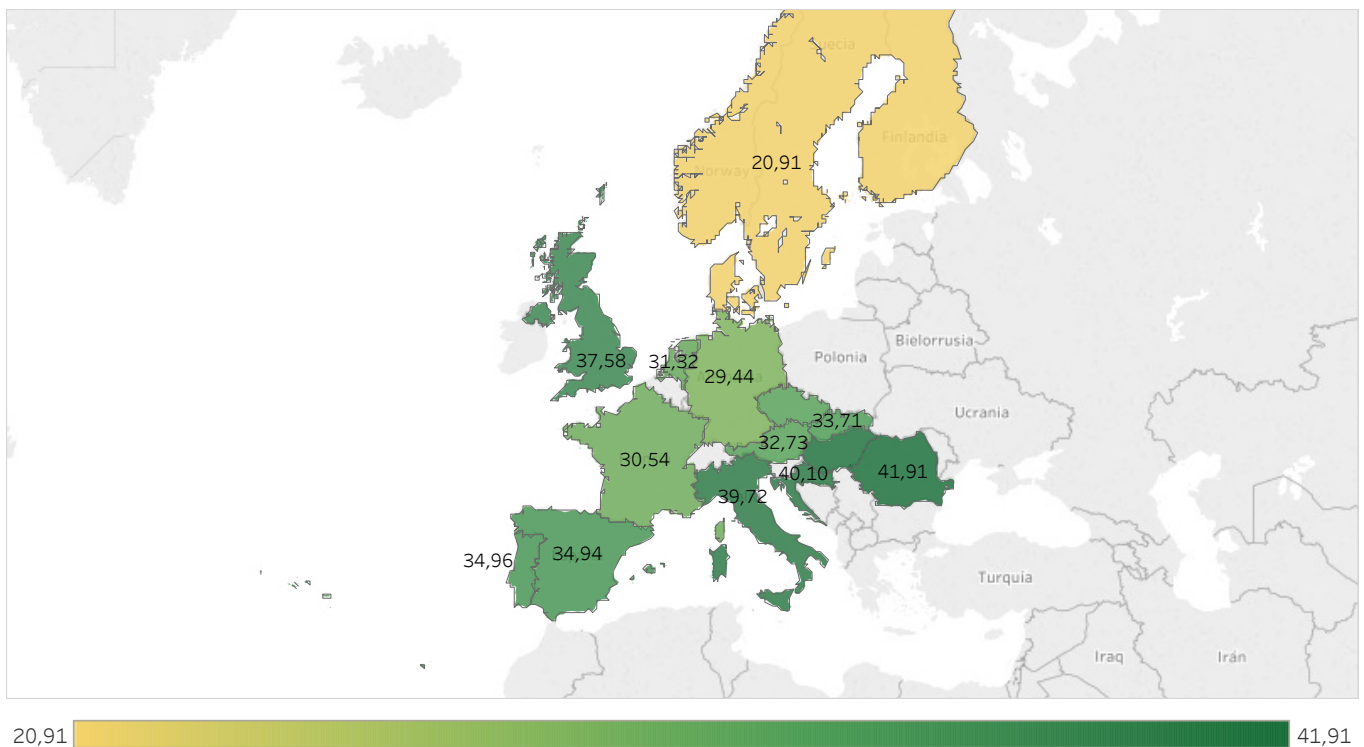 Finlandia
20,91
Norway
37,58
31,32
29,44
Polonia
Bielorrusia
Ucrania
33,71
32,73
30,54
40,10
41,91
39,72
34,96
34,94
Turquía
Iraq
Irán
20,91
41,91